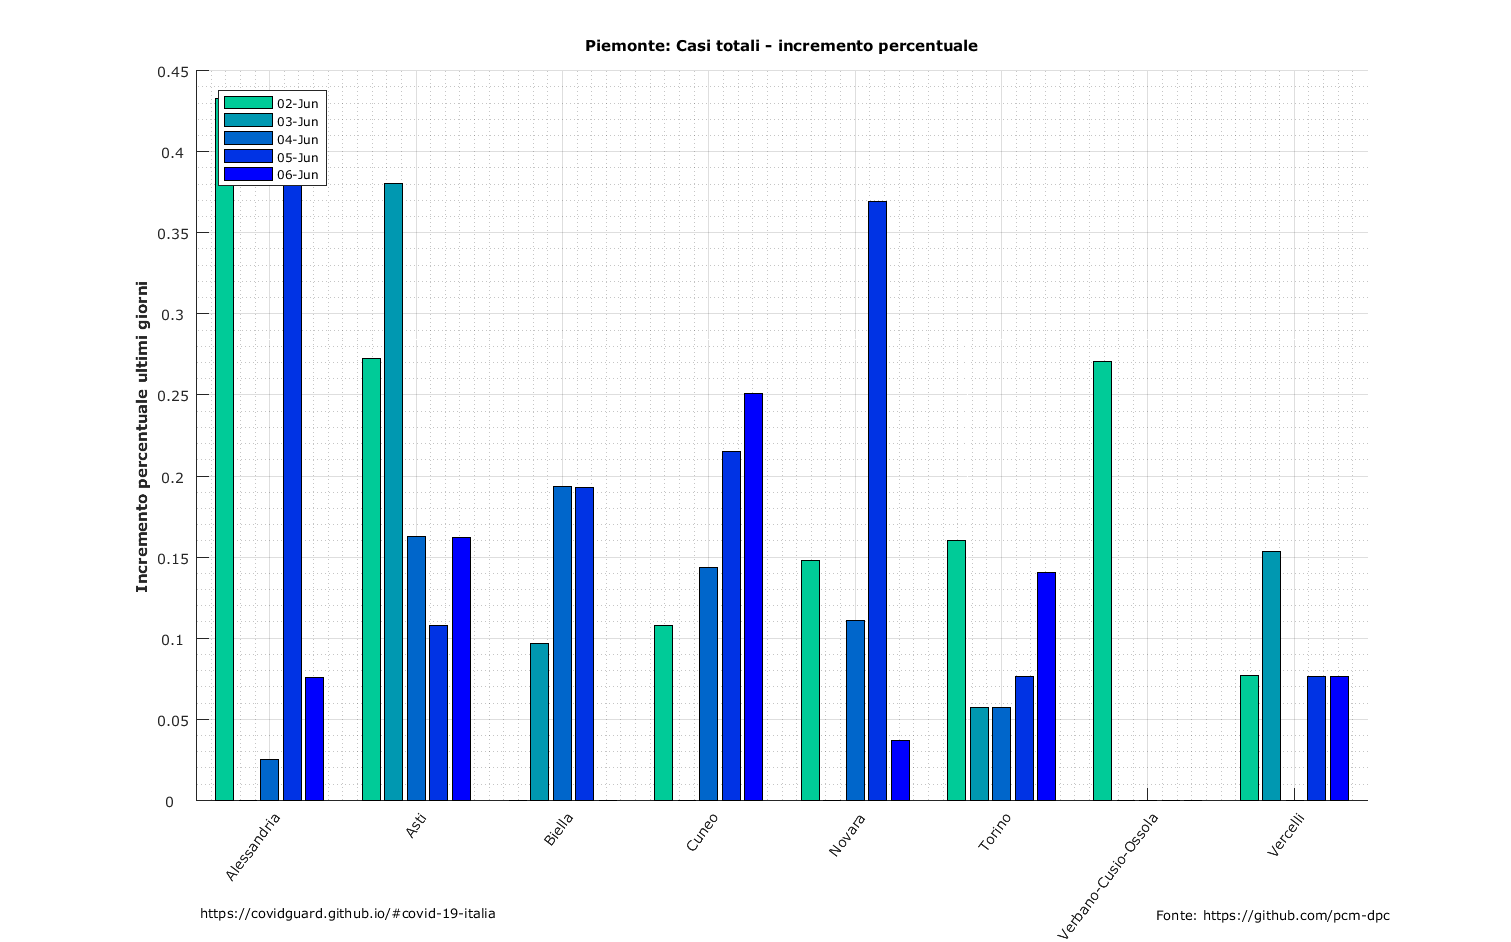 Piemonte: Casi totali - incremento percentuale
Incremento percentuale ultimi giorni
0.45
0.4
0.35
0.3
0.25
0.2
0.15
0.1
0.05
0
02-Jun
03-Jun
04-Jun
05-Jun
06-Jun
Alessandria
Asti
Biella
Cuneo
Novara
Torino
Verbano-Cusio-Ossola
Vercelli
https://covidguard.github.io/#covid-19-italia
Fonte: https://github.com/pcm-dpc